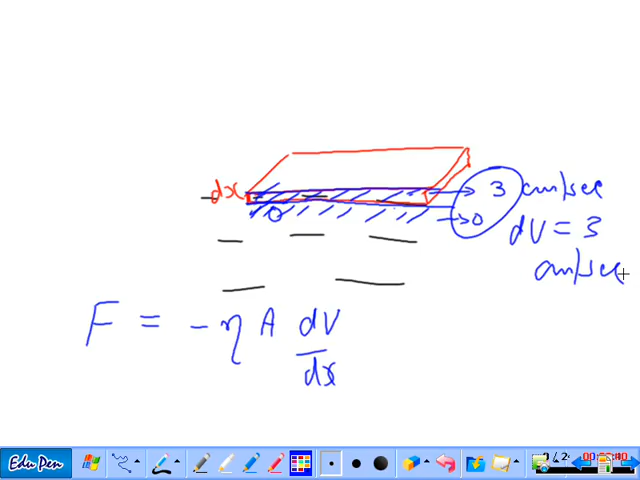 dx
3 cm/sec
0
0
dV = 3
cm/sec
F = - η A dV/dx
Edu Pen